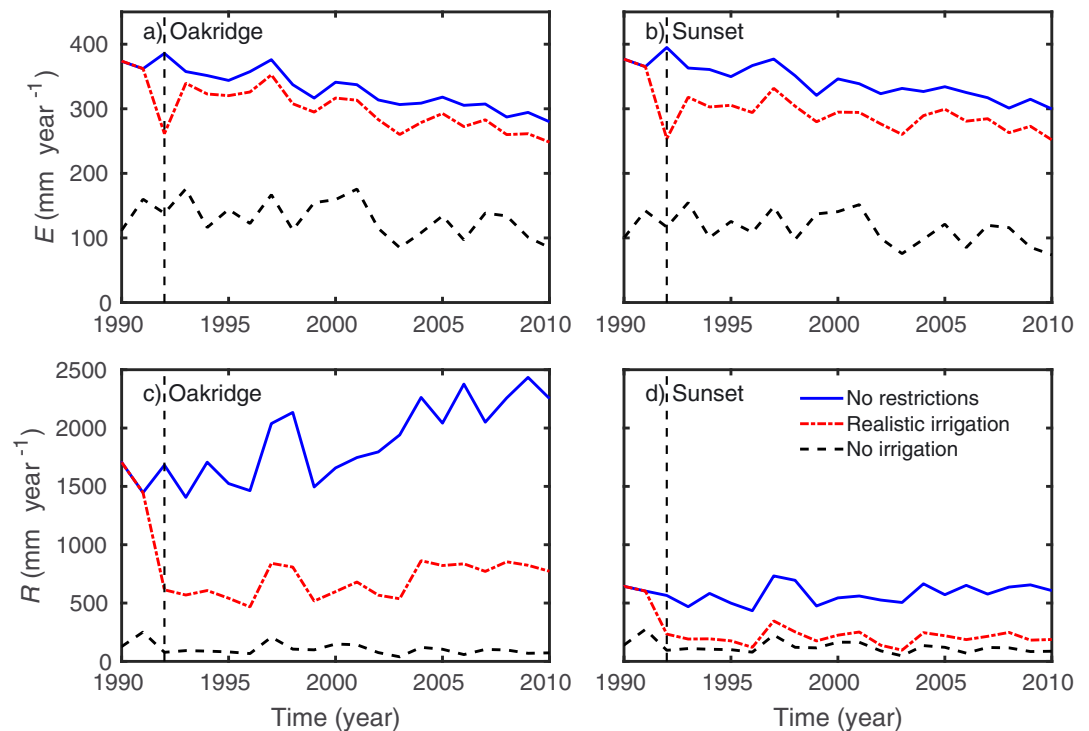 a) Oakridge
b) Sunset
E (mm year⁻¹)
400
300
200
100
0
1990 1995 2000 2005 2010
1990 1995 2000 2005 2010
c) Oakridge
d) Sunset
R (mm year⁻¹)
2500
2000
1500
1000
500
0
No restrictions
Realistic irrigation
No irrigation
1990 1995 2000 2005 2010
1990 1995 2000 2005 2010
Time (year)
Time (year)